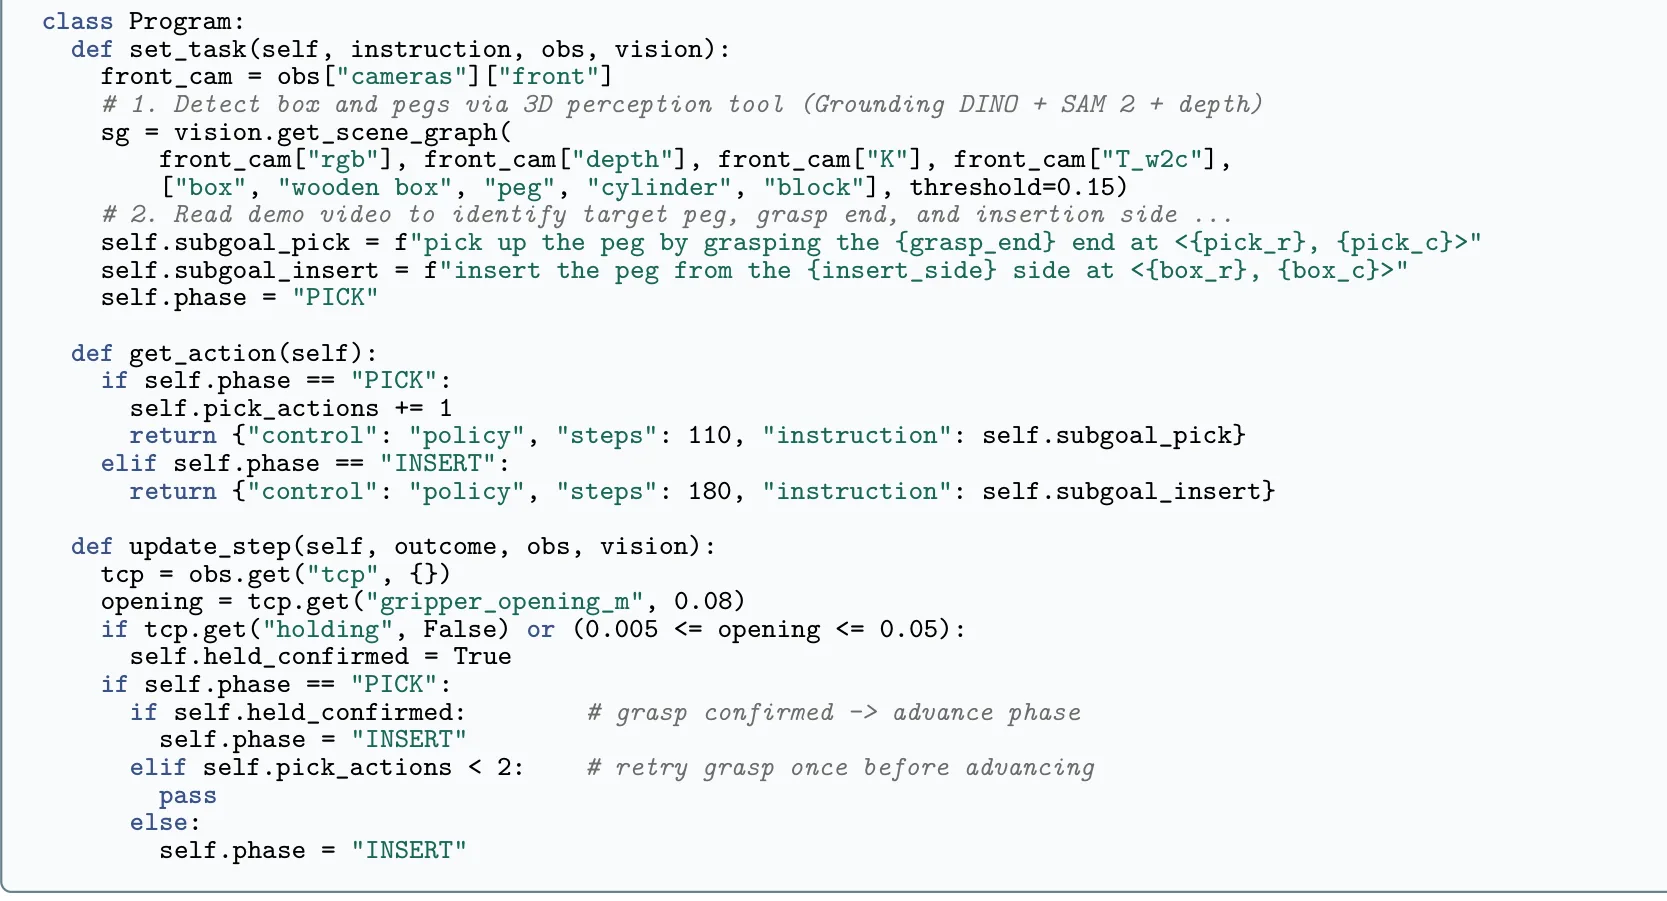 class Program:
  def set_task(self, instruction, obs, vision):
    front_cam = obs["cameras"]["front"]
    # 1. Detect box and pegs via 3D perception tool (Grounding DINO + SAM 2 + depth)
    sg = vision.get_scene_graph(
        front_cam["rgb"], front_cam["depth"], front_cam["K"], front_cam["T_w2c"],
        ["box", "wooden box", "peg", "cylinder", "block"], threshold=0.15)
    # 2. Read demo video to identify target peg, grasp end, and insertion side ...
    self.subgoal_pick = f"pick up the peg by grasping the {grasp_end} end at <{pick_r}, {pick_c}>"
    self.subgoal_insert = f"insert the peg from the {insert_side} side at <{box_r}, {box_c}>"
    self.phase = "PICK"

  def get_action(self):
    if self.phase == "PICK":
      self.pick_actions += 1
      return {"control": "policy", "steps": 110, "instruction": self.subgoal_pick}
    elif self.phase == "INSERT":
      return {"control": "policy", "steps": 180, "instruction": self.subgoal_insert}

  def update_step(self, outcome, obs, vision):
    tcp = obs.get("tcp", {})
    opening = tcp.get("gripper_opening_m", 0.08)
    if tcp.get("holding", False) or (0.005 <= opening <= 0.05):
      self.held_confirmed = True
    if self.phase == "PICK":
      if self.held_confirmed:        # grasp confirmed -> advance phase
        self.phase = "INSERT"
      elif self.pick_actions < 2:    # retry grasp once before advancing
        pass
      else:
        self.phase = "INSERT"